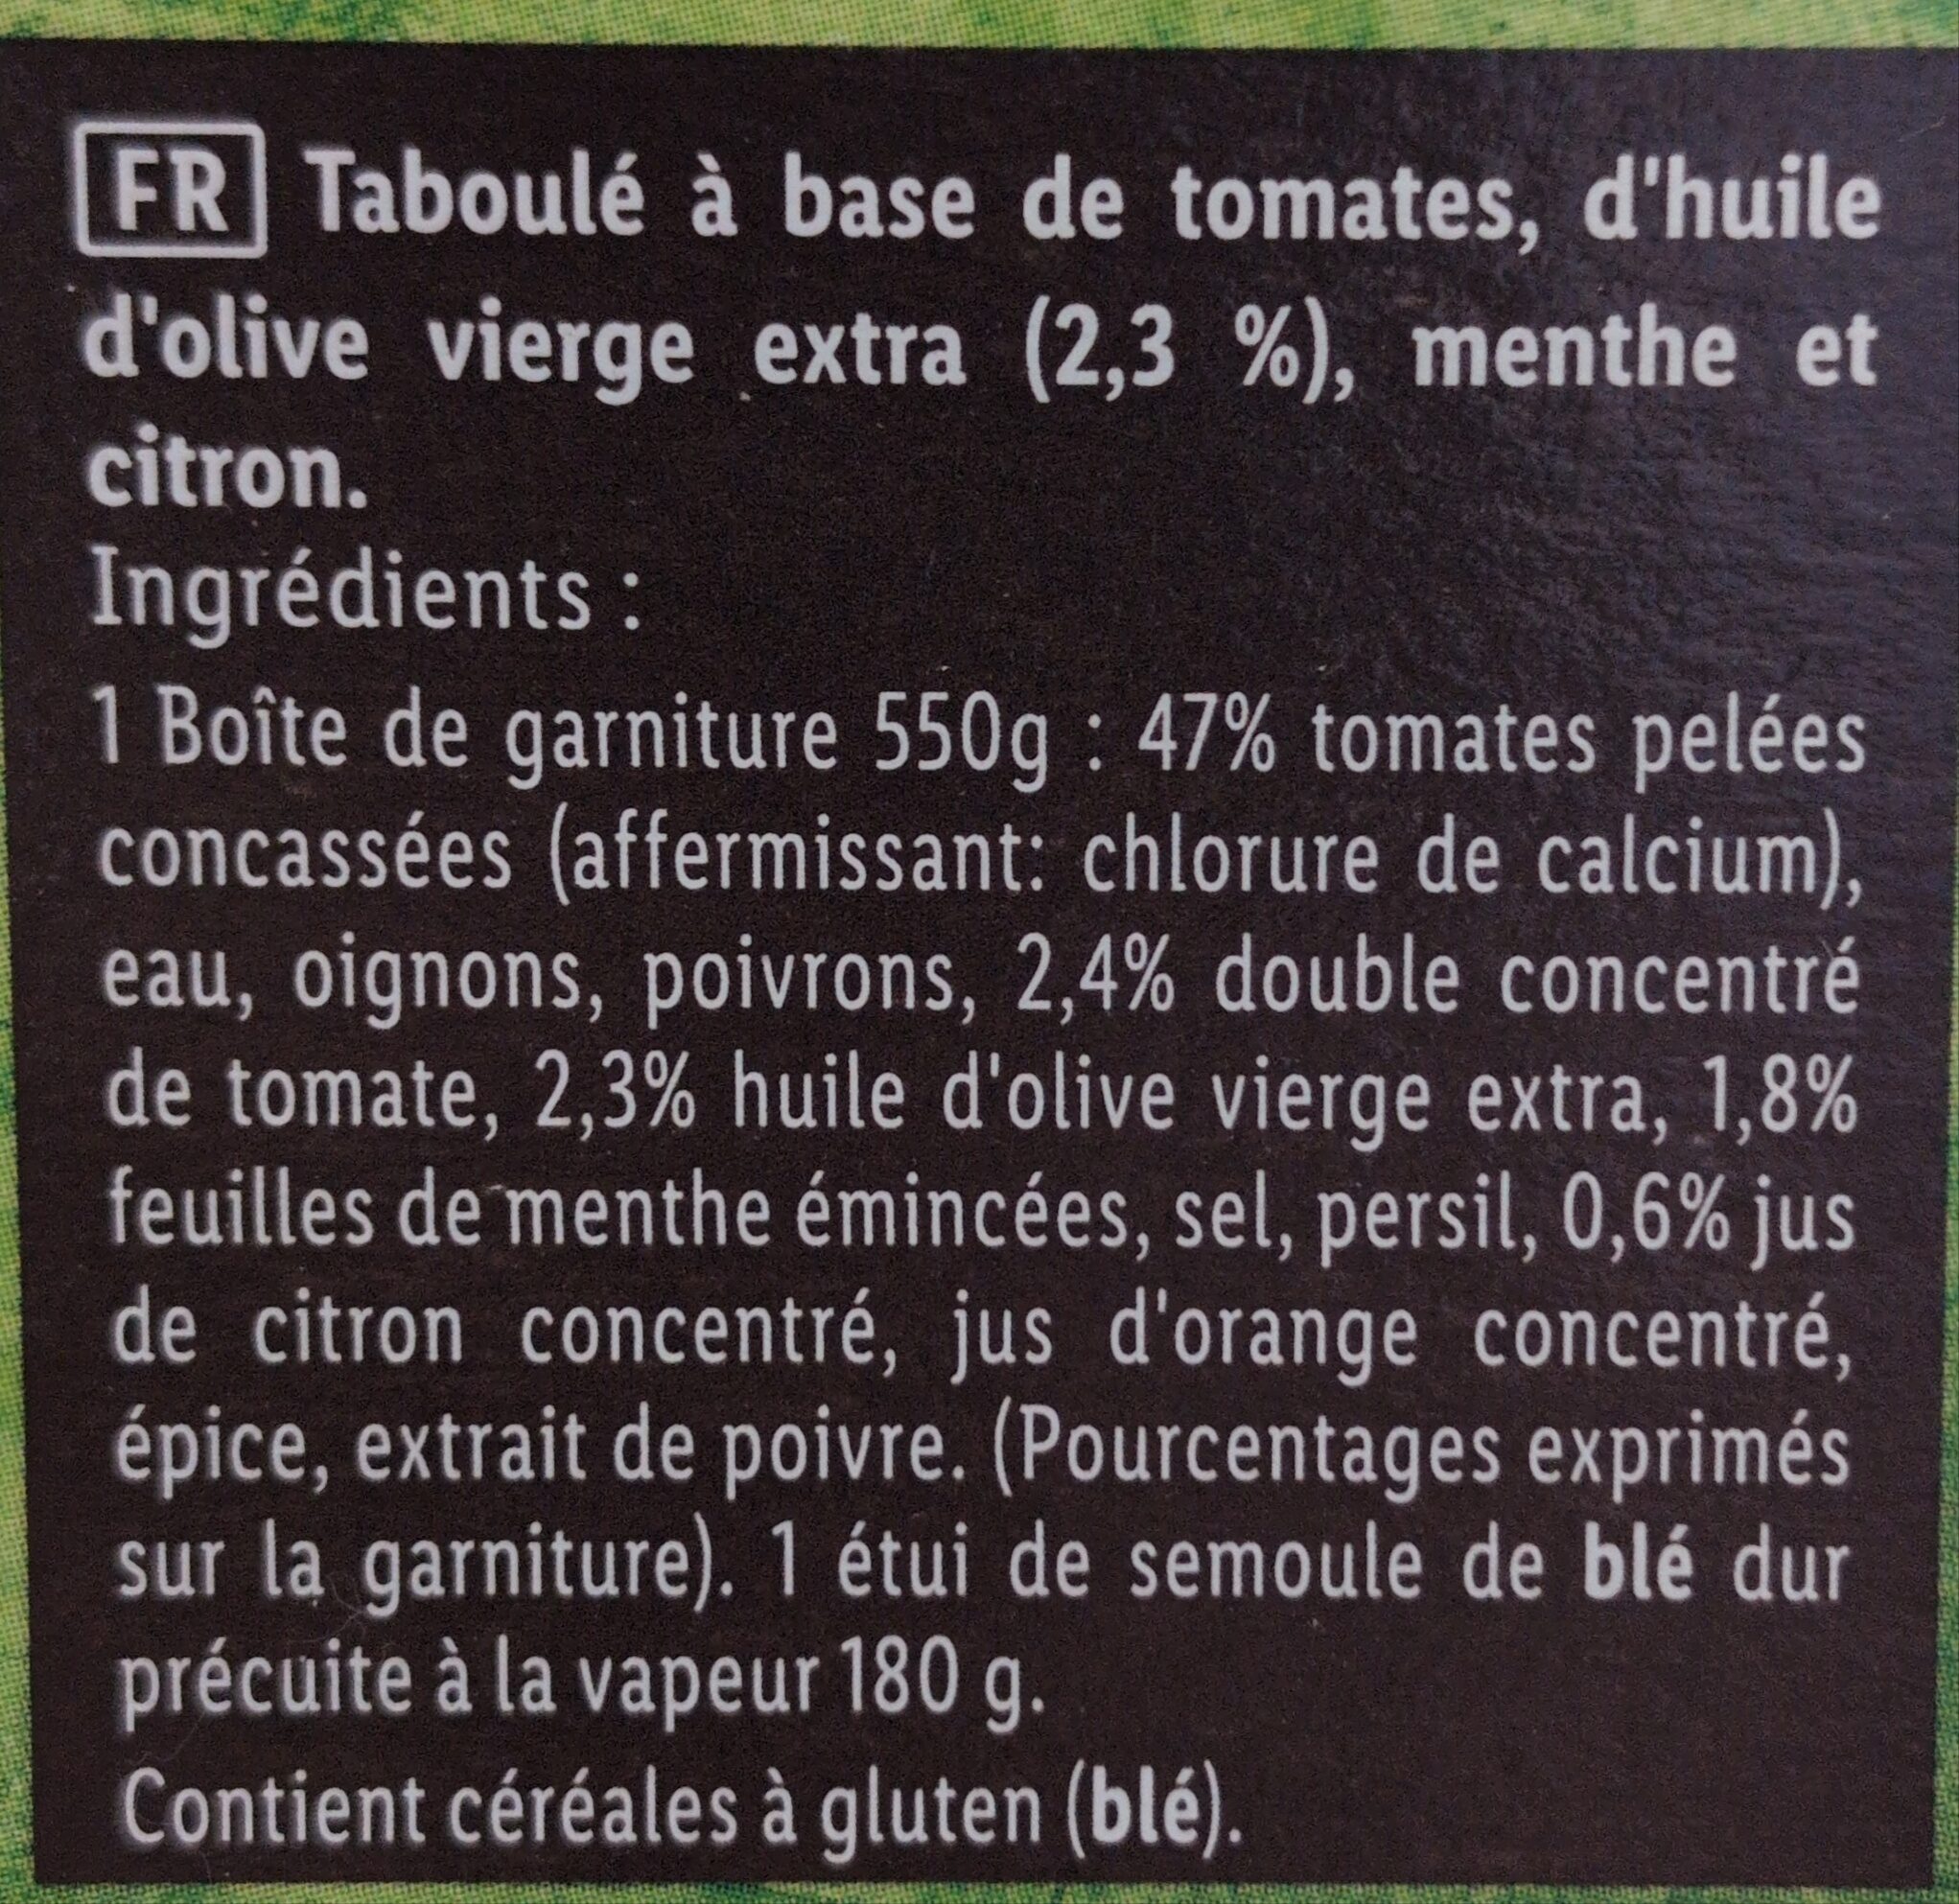 FR Taboulé à base de tomates, d'huile
d'olive vierge extra (2,3 %), menthe et
citron.
Ingrédients :
1 Boîte de garniture 550g : 47% tomates pelées
concassées (affermissant: chlorure de calcium),
eau, oignons, poivrons, 2,4% double concentré
de tomate, 2,3% huile d'olive vierge extra, 1,8%
feuilles de menthe émincées, sel, persil, 0,6% jus
de citron concentré, jus d'orange concentré,
épice, extrait de poivre. (Pourcentages exprimés
sur la garniture). 1 étui de semoule de blé dur
précuite à la vapeur 180 g.
Contient céréales à gluten (blé).